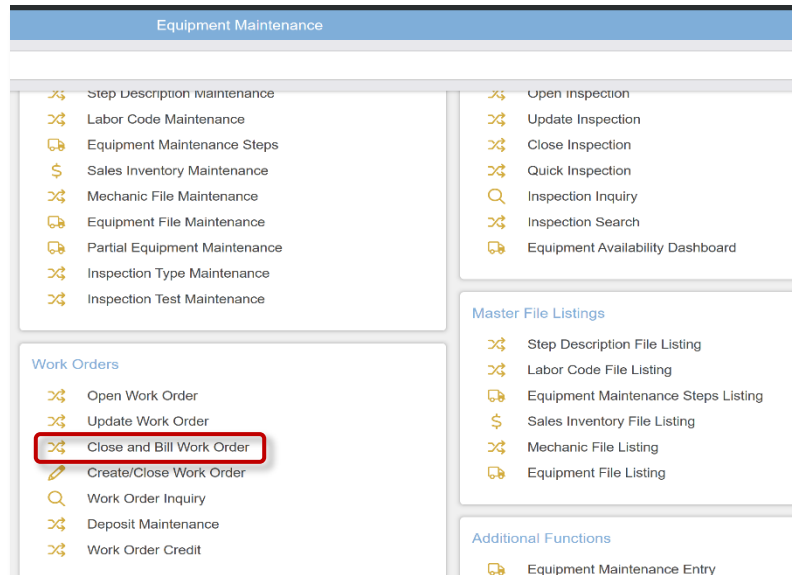 Equipment Maintenance
Step Description Maintenance
Labor Code Maintenance
Equipment Maintenance Steps
Sales Inventory Maintenance
Mechanic File Maintenance
Equipment File Maintenance
Partial Equipment Maintenance
Inspection Type Maintenance
Inspection Test Maintenance
Work Orders
Open Work Order
Update Work Order
Close and Bill Work Order
Create/Close Work Order
Work Order Inquiry
Deposit Maintenance
Work Order Credit
Open Inspection
Update Inspection
Close Inspection
Quick Inspection
Inspection Inquiry
Inspection Search
Equipment Availability Dashboard
Master File Listings
Step Description File Listing
Labor Code File Listing
Equipment Maintenance Steps Listing
Sales Inventory File Listing
Mechanic File Listing
Equipment File Listing
Additional Functions
Equipment Maintenance Entry